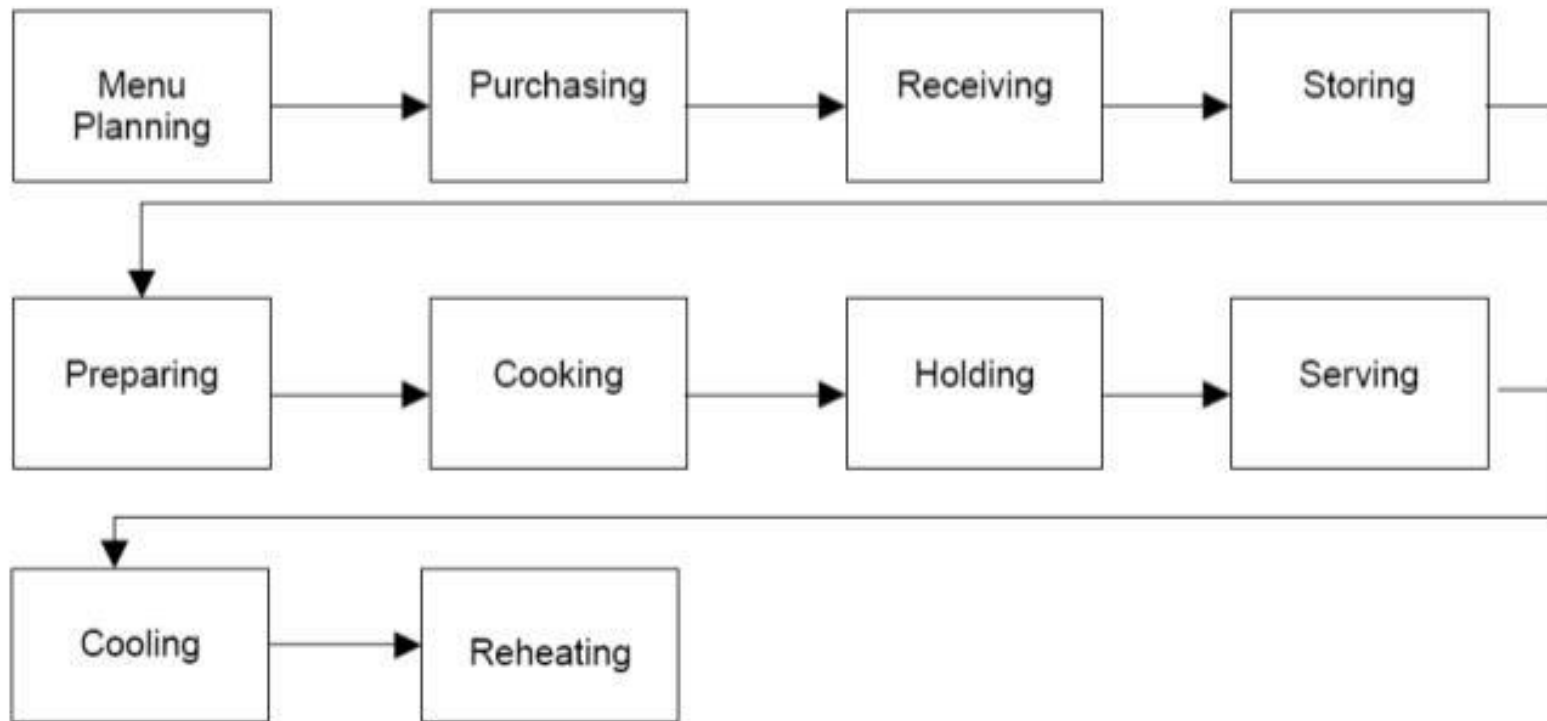 Menu
Planning
Purchasing
Receiving
Storing
Preparing
Cooking
Holding
Serving
Cooling
Reheating